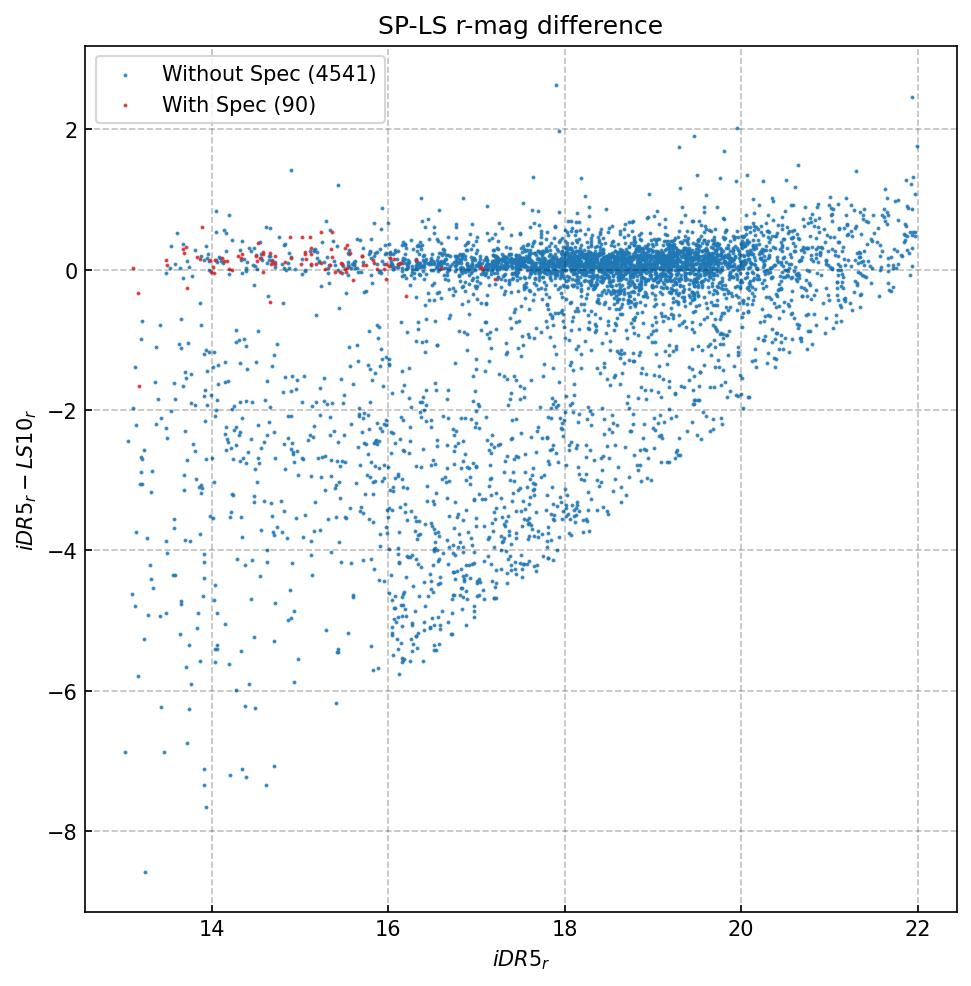 SP-LS r-mag difference
Without Spec (4541)
With Spec (90)
2
0
−2
−4
−6
−8
iDR5r − LS10r
14 16 18 20 22
iDR5r